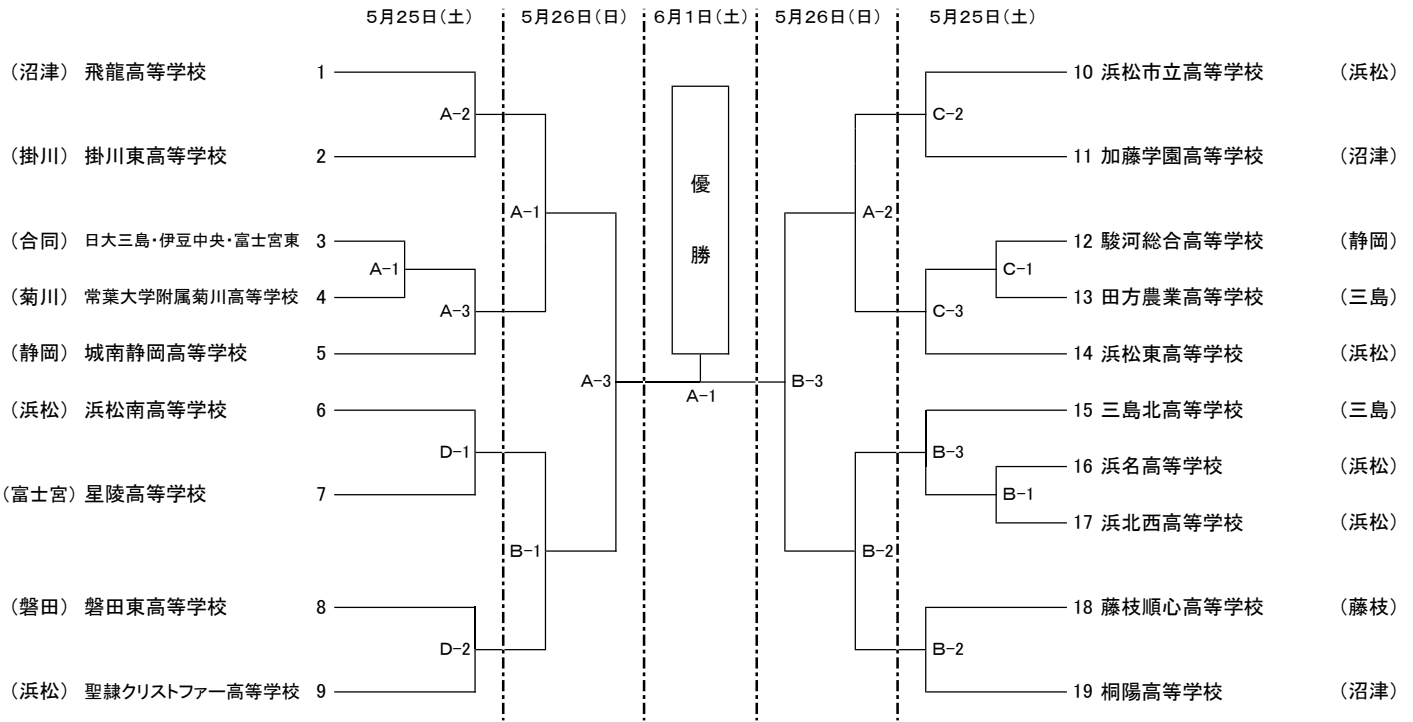 5月25日(土) 5月26日(日) 6月1日(土) 5月26日(日) 5月25日(土)
(沼津) 飛龍高等学校 1
A-2
(掛川) 掛川東高等学校 2
A-1
(合同) 日大三島・伊豆中央・富士宮東 3
A-1
(菊川) 常葉大学附属菊川高等学校 4
A-3
(静岡) 城南静岡高等学校 5
A-3
(浜松) 浜松南高等学校 6
D-1
(富士宮) 星陵高等学校 7
B-1
(磐田) 磐田東高等学校 8
D-2
(浜松) 聖隷クリストファー高等学校 9
優
勝
A-1
10 浜松市立高等学校 (浜松)
C-2
11 加藤学園高等学校 (沼津)
A-2
12 駿河総合高等学校 (静岡)
C-1
13 田方農業高等学校 (三島)
C-3
14 浜松東高等学校 (浜松)
B-3
15 三島北高等学校 (三島)
B-3
16 浜名高等学校 (浜松)
B-1
17 浜北西高等学校 (浜松)
B-2
18 藤枝順心高等学校 (藤枝)
B-2
19 桐陽高等学校 (沼津)